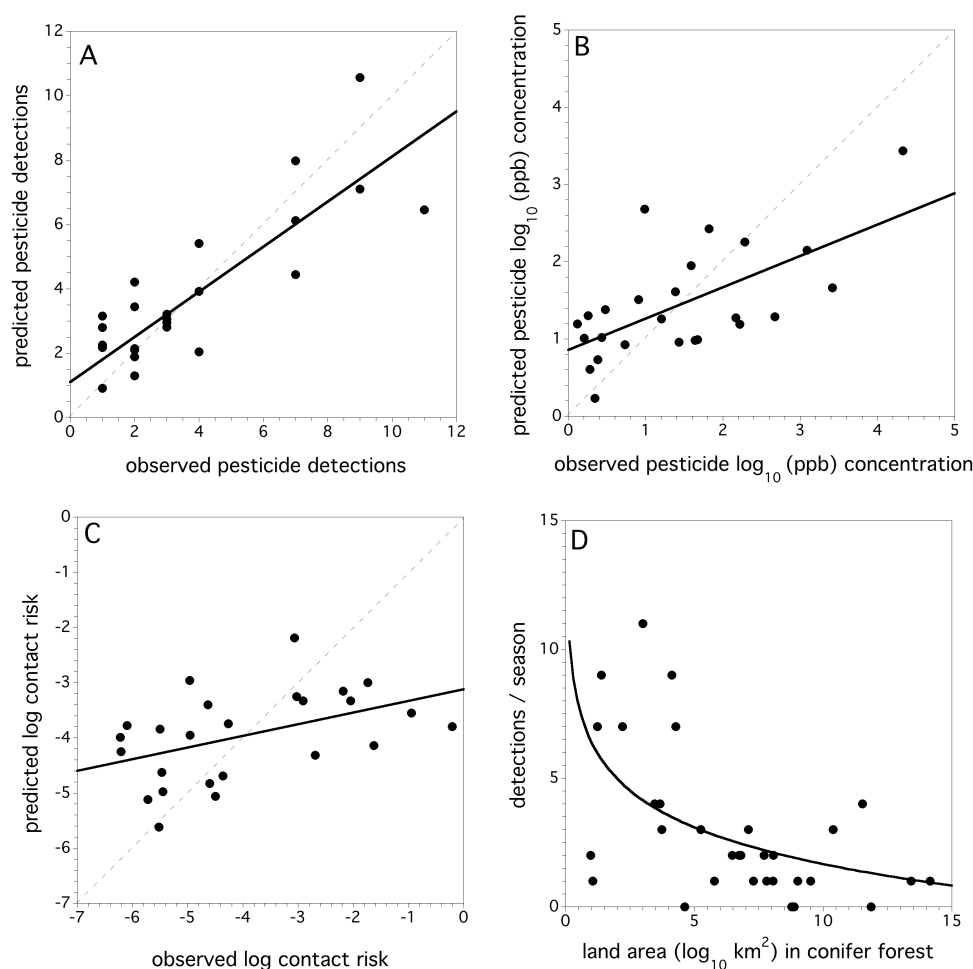 A
predicted pesticide detections
12
10
8
6
4
2
0
0 2 4 6 8 10 12
observed pesticide detections
B
predicted pesticide log10 (ppb) concentration
5
4
3
2
1
0
0 1 2 3 4 5
observed pesticide log10 (ppb) concentration
C
predicted log contact risk
0
-1
-2
-3
-4
-5
-6
-7
-7 -6 -5 -4 -3 -2 -1 0
observed log contact risk
D
detections / season
15
10
5
0
0 5 10 15
land area (log10 km2) in conifer forest